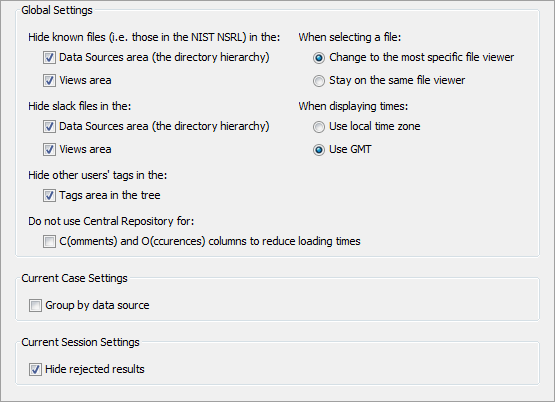 Global Settings
Hide known files (i.e. those in the NIST NSRL) in the:
Data Sources area (the directory hierarchy)
Views area
Hide slack files in the:
Data Sources area (the directory hierarchy)
Views area
Hide other users' tags in the:
Tags area in the tree
Do not use Central Repository for:
C(omments) and O(ccurences) columns to reduce loading times
When selecting a file:
Change to the most specific file viewer
Stay on the same file viewer
When displaying times:
Use local time zone
Use GMT
Current Case Settings
Group by data source
Current Session Settings
Hide rejected results